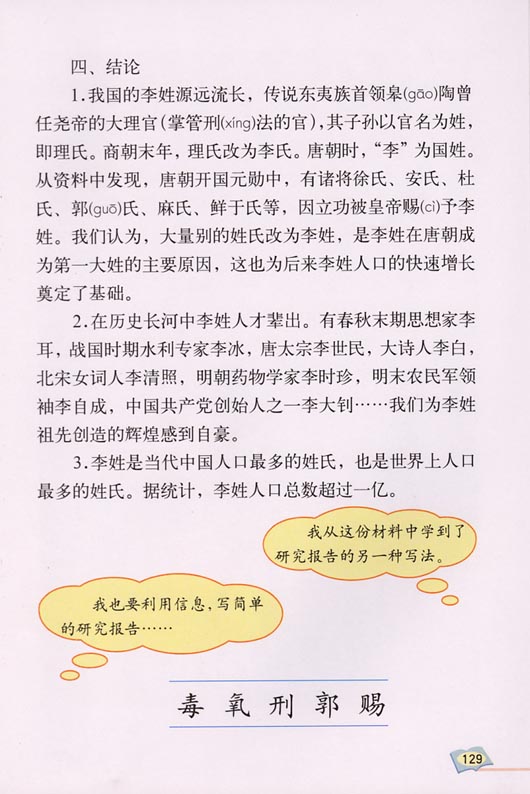 四、结论
1.我国的李姓源远流长，传说东夷族首领皋(gāo)陶曾
任尧帝的大理官(掌管刑(xíng)法的官)，其子孙以官名为姓，
即理氏。商朝末年，理氏改为李氏。唐朝时，“李”为国姓。
从资料中发现，唐朝开国元勋中，有诸将徐氏、安氏、杜
氏、郭(guō)氏、麻氏、鲜于氏等，因立功被皇帝赐(cì)予李
姓。我们认为，大量别的姓氏改为李姓，是李姓在唐朝成
为第一大姓的主要原因，这也为后来李姓人口的快速增长
奠定了基础。
2.在历史长河中李姓人才辈出。有春秋末期思想家李
耳，战国时期水利专家李冰，唐太宗李世民，大诗人李白，
北宋女词人李清照，明朝药物学家李时珍，明末农民军领
袖李自成，中国共产党创始人之一李大钊……我们为李姓
祖先创造的辉煌感到自豪。
3.李姓是当代中国人口最多的姓氏，也是世界上人口
最多的姓氏。据统计，李姓人口总数超过一亿。
我从这份材料中学到了
研究报告的另一种写法。
我也要利用信息，写简单
的研究报告……
毒 氧 刑 郭 赐
129